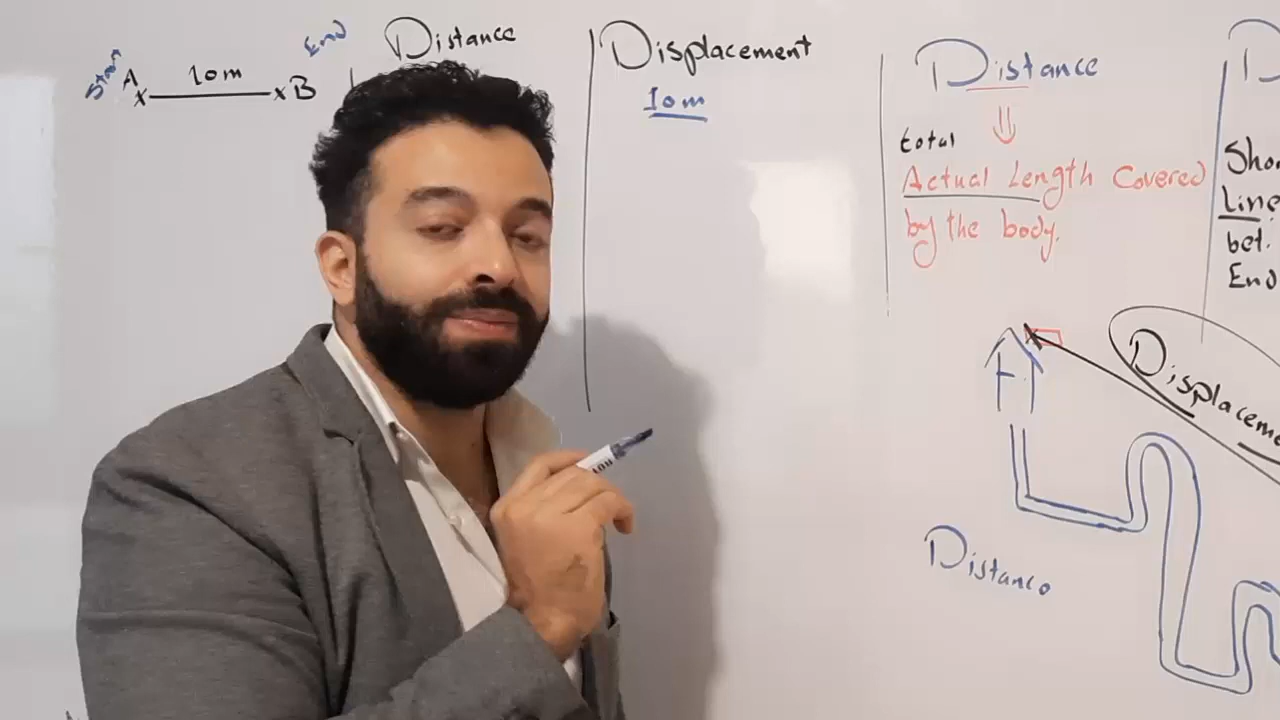 Start
A
10m
B
End
Distance
Displacement
10m
Distance
total
Actual Length Covered
by the body.
D
Sho
Line
bet.
End
Displaceme
Distance